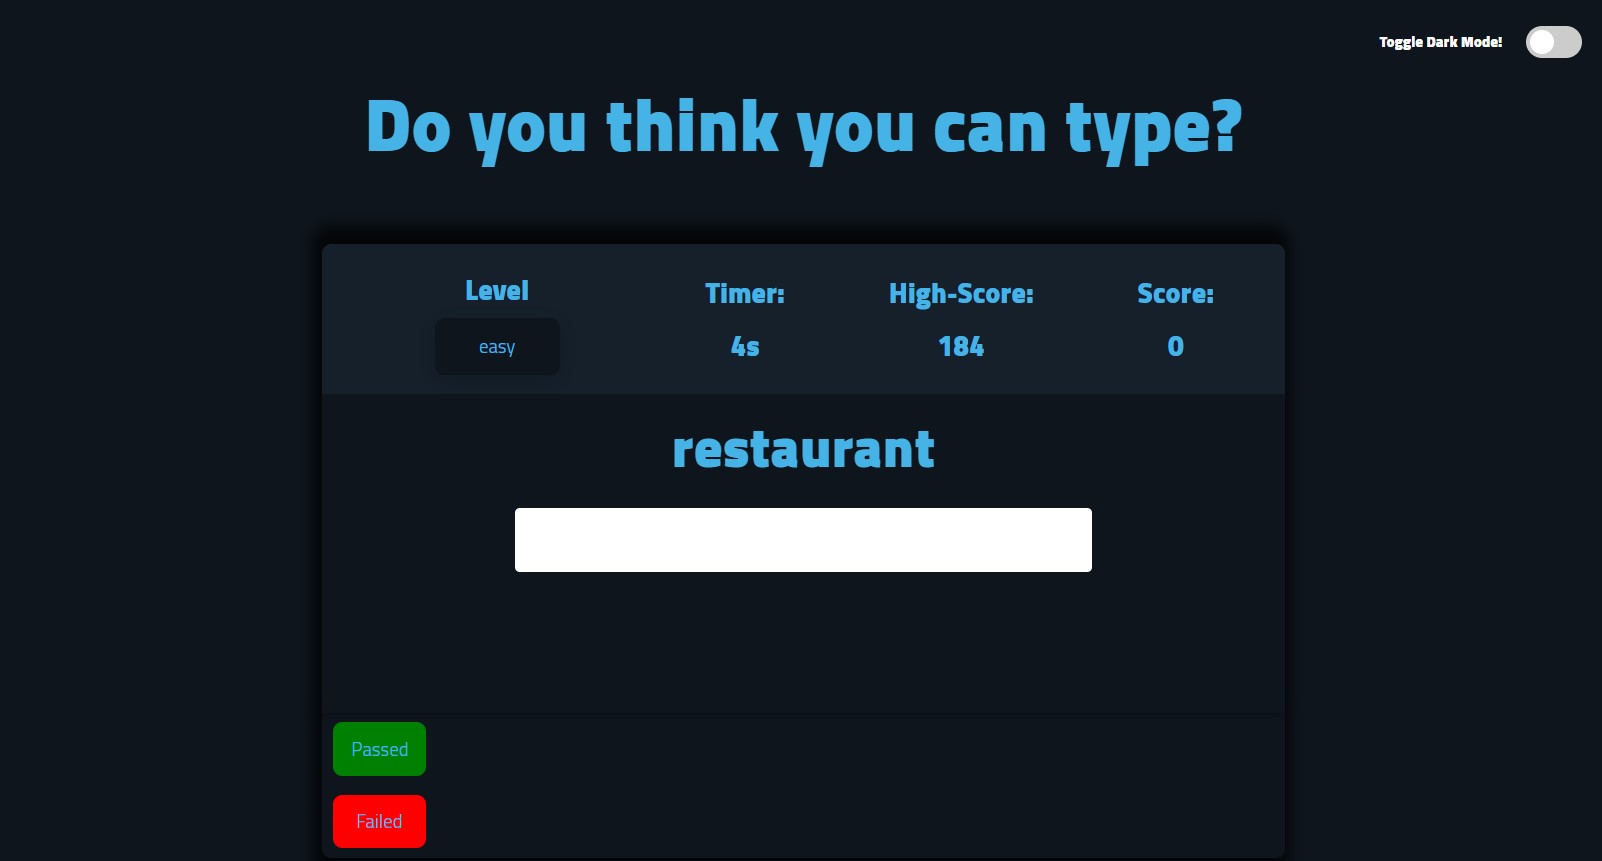 Toggle Dark Mode!
Do you think you can type?
Level
easy
Timer:
4s
High-Score:
184
Score:
0
restaurant
Passed
Failed